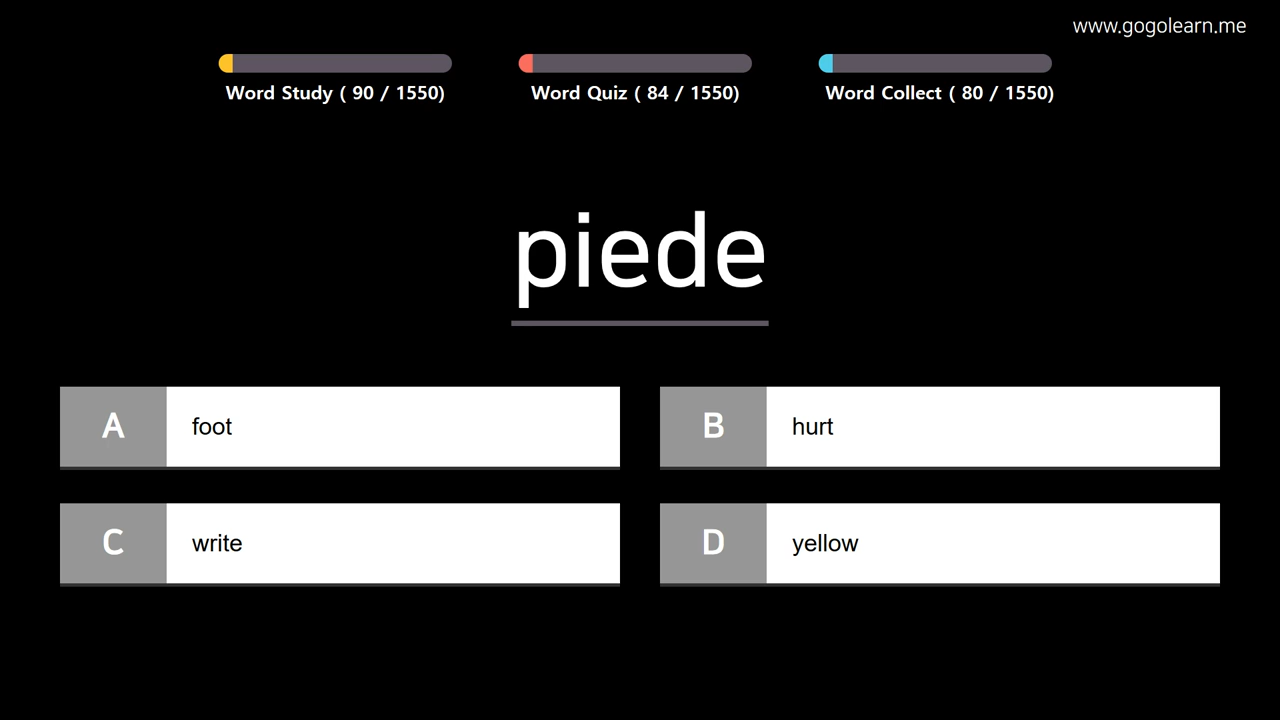 www.gogolearn.me
Word Study ( 90 / 1550)
Word Quiz ( 84 / 1550)
Word Collect ( 80 / 1550)
piede
A foot
B hurt
C write
D yellow